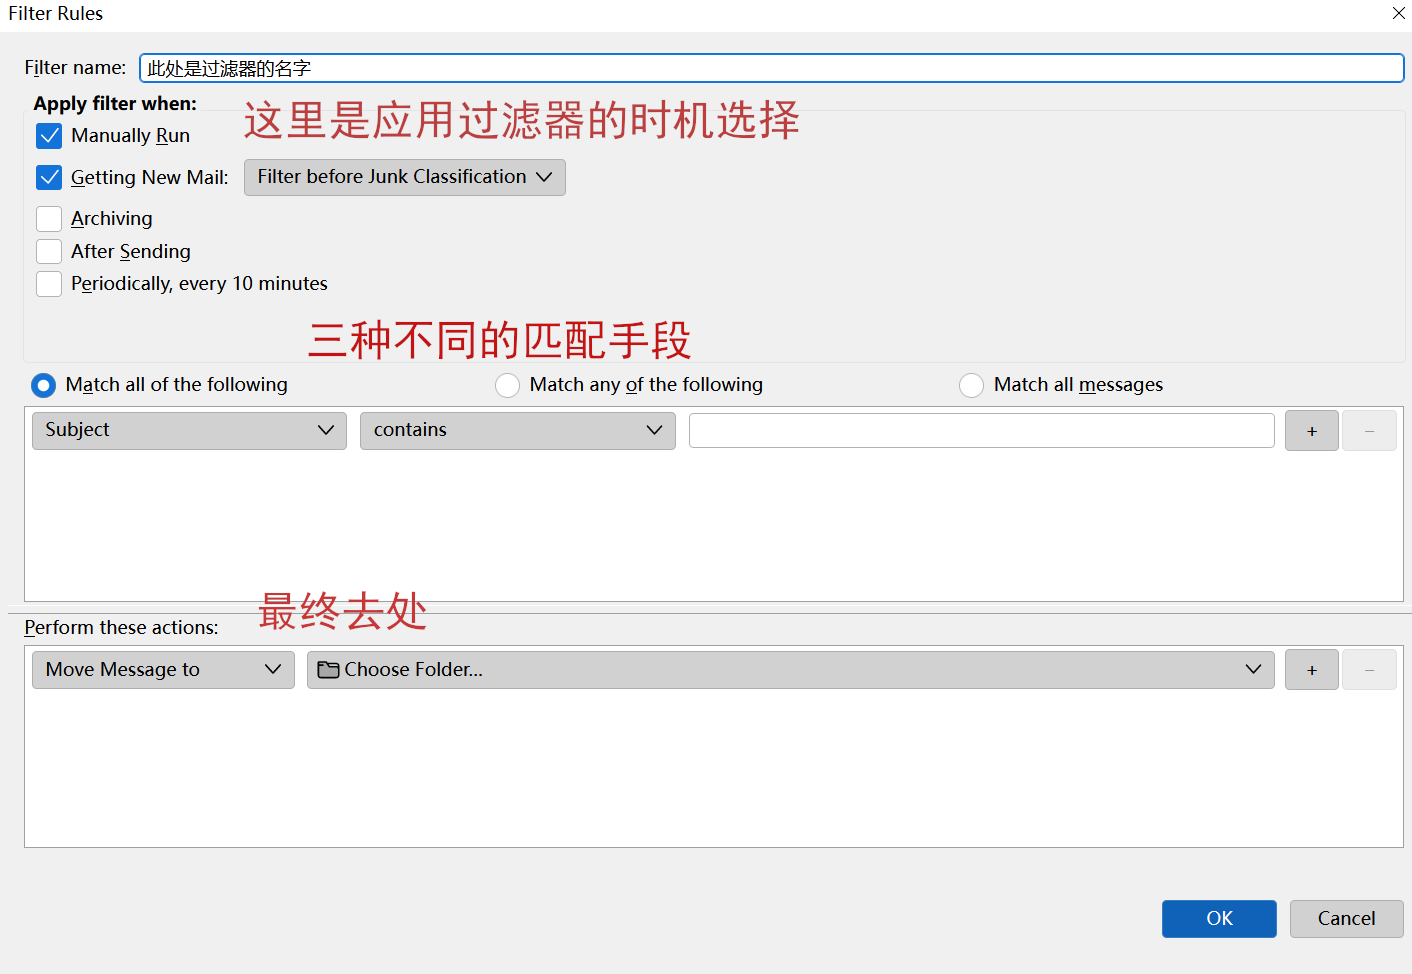 Filter Rules
Filter name: 此处是过滤器的名字
Apply filter when:
这里是应用过滤器的时机选择
Manually Run
Getting New Mail: Filter before Junk Classification
Archiving
After Sending
Periodically, every 10 minutes
三种不同的匹配手段
Match all of the following Match any of the following Match all messages
Subject contains + −
最终去处
Perform these actions:
Move Message to Choose Folder... + −
OK Cancel